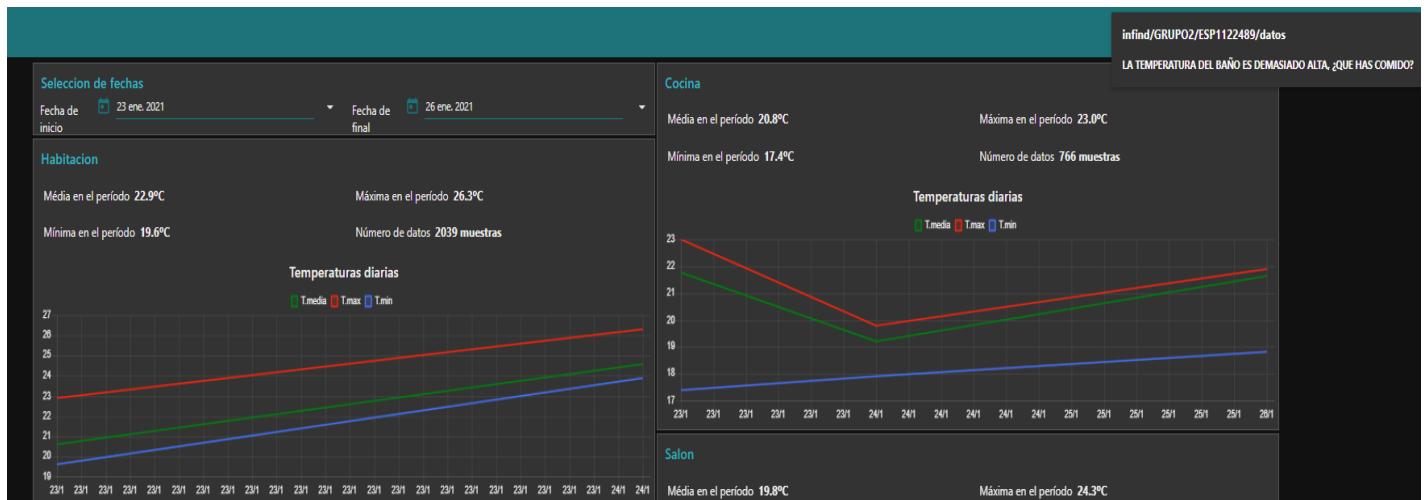 infind/GRUPO2/ESP1122489/datos
LA TEMPERATURA DEL BAÑO ES DEMASIADO ALTA, ¿QUE HAS COMIDO?
Seleccion de fechas
Fecha de inicio 23 ene. 2021 Fecha de final 26 ene. 2021
Habitacion
Média en el período 22.9ºC Máxima en el período 26.3ºC
Mínima en el período 19.6ºC Número de datos 2039 muestras
Temperaturas diarias
T.media T.max T.min
27
26
25
24
23
22
21
20
19
23/1 23/1 23/1 23/1 23/1 23/1 23/1 23/1 23/1 23/1 23/1 23/1 23/1 23/1 23/1 23/1 23/1 23/1 23/1 23/1 23/1 23/1 23/1 24/1 24/1
Cocina
Média en el período 20.8ºC Máxima en el período 23.0ºC
Mínima en el período 17.4ºC Número de datos 766 muestras
Temperaturas diarias
T.media T.max T.min
23
22
21
20
19
18
17
23/1 23/1 23/1 23/1 23/1 23/1 24/1 24/1 24/1 24/1 24/1 24/1 25/1 25/1 25/1 25/1 25/1 25/1 26/1
Salon
Média en el período 19.8ºC Máxima en el período 24.3ºC